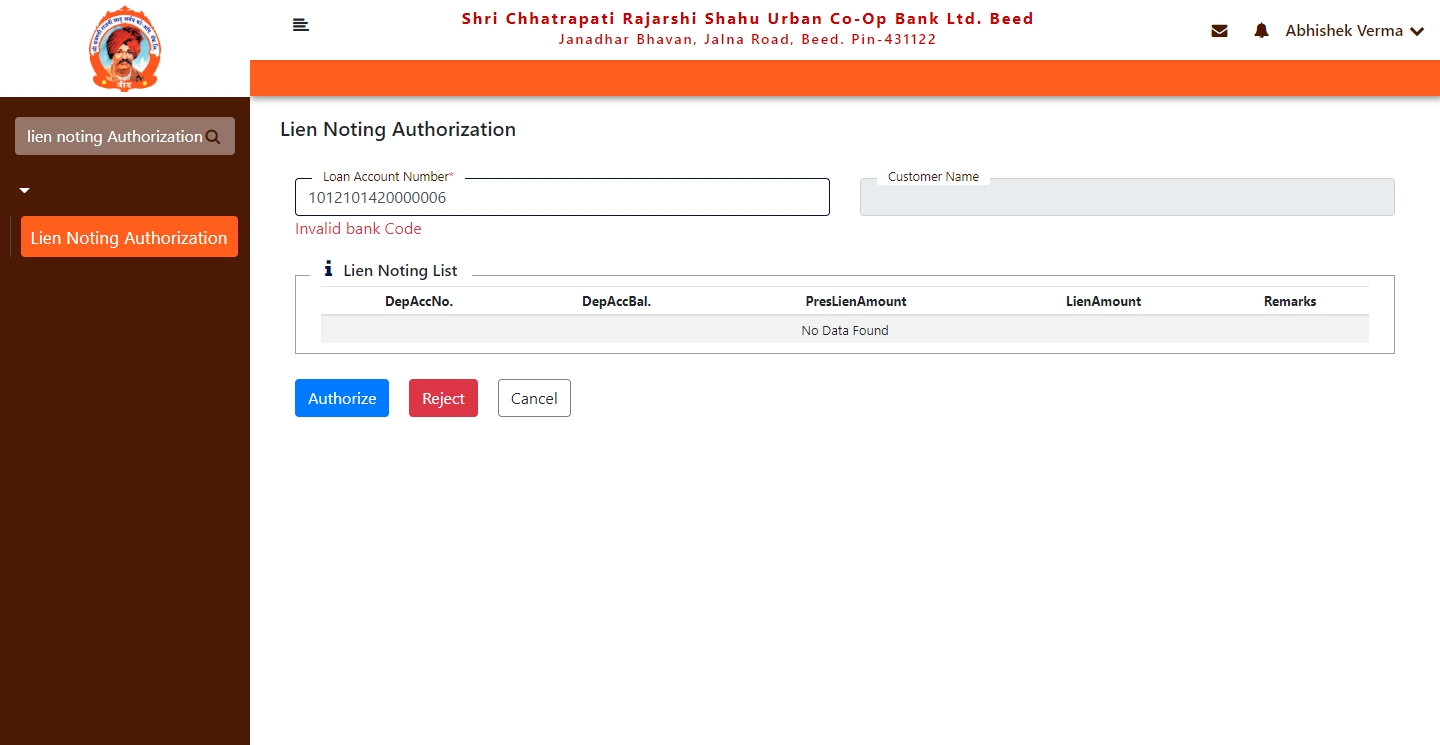 Shri Chhatrapati Rajarshi Shahu Urban Co-Op Bank Ltd. Beed
Janadhar Bhavan, Jalna Road, Beed. Pin-431122
Abhishek Verma
बीड
lien noting Authorization
Lien Noting Authorization
Lien Noting Authorization
Loan Account Number*
1012101420000006
Customer Name
Invalid bank Code
Lien Noting List
DepAccNo. DepAccBal. PresLienAmount LienAmount Remarks
No Data Found
Authorize Reject Cancel